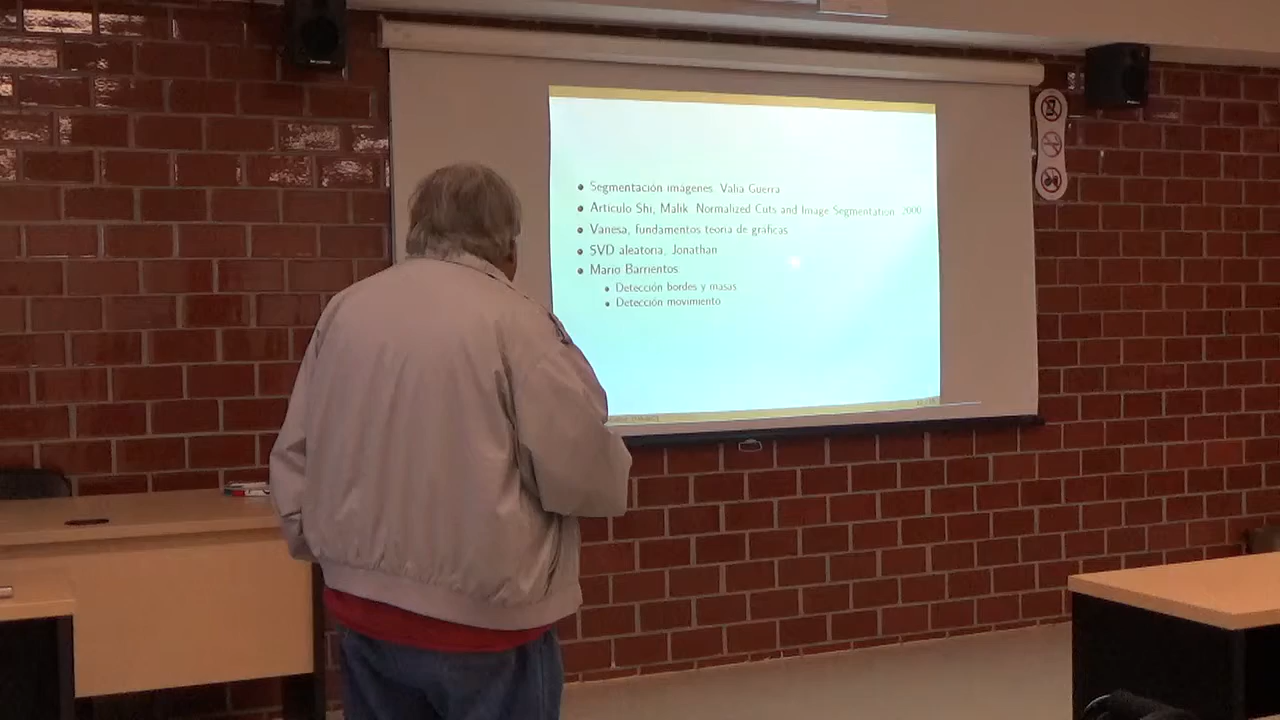 Segmentación imágenes. Valia Guerra
Artículo Shi, Malik. Normalized Cuts and Image Segmentation. 2000
Vanesa, fundamentos teoria de gráficas.
SVD aleatoria, Jonathan
Mario Barrientos
Detección bordes y masas
Detección movimiento